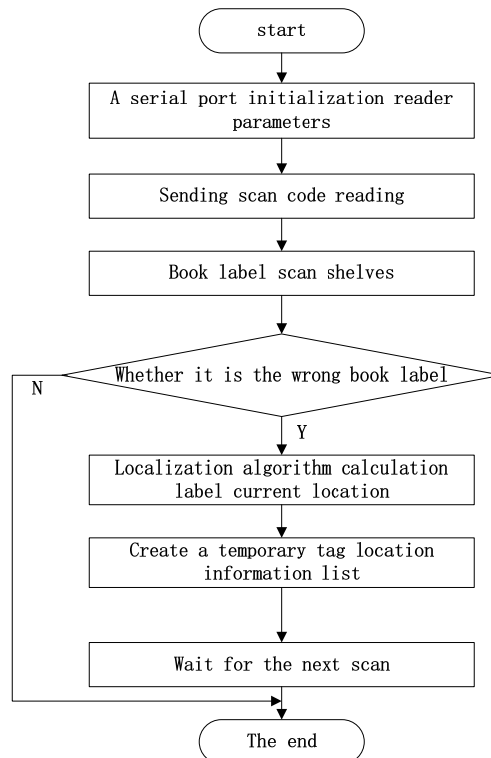 start
A serial port initialization reader
parameters
Sending scan code reading
Book label scan shelves
Whether it is the wrong book label
N
Y
Localization algorithm calculation
label current location
Create a temporary tag location
information list
Wait for the next scan
The end